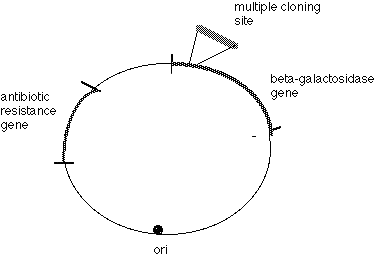 multiple cloning
site
beta-galactosidase
gene
antibiotic
resistance
gene
ori